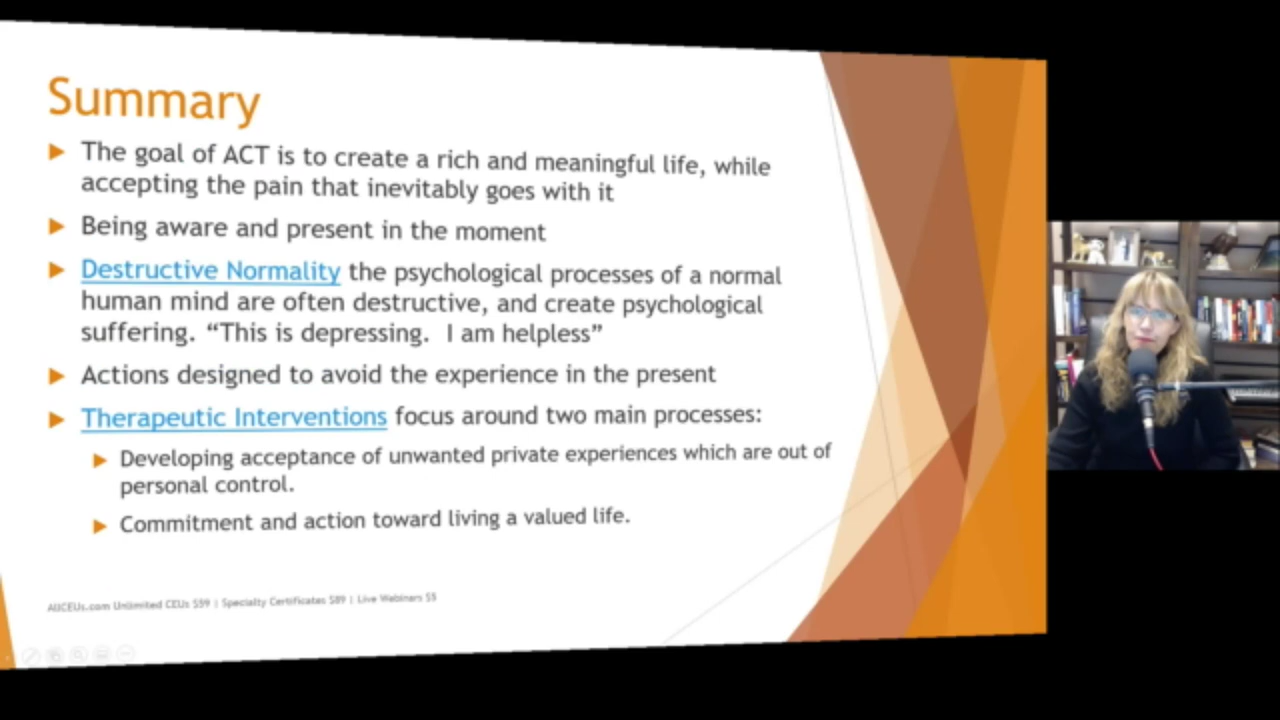 Summary
The goal of ACT is to create a rich and meaningful life, while
accepting the pain that inevitably goes with it
Being aware and present in the moment
Destructive Normality the psychological processes of a normal
human mind are often destructive, and create psychological
suffering. “This is depressing.  I am helpless”
Actions designed to avoid the experience in the present
Therapeutic Interventions focus around two main processes:
Developing acceptance of unwanted private experiences which are out of
personal control.
Commitment and action toward living a valued life.
AllCEUs.com Unlimited CEUs $59 | Specialty Certificates $89 | Live Webinars $5